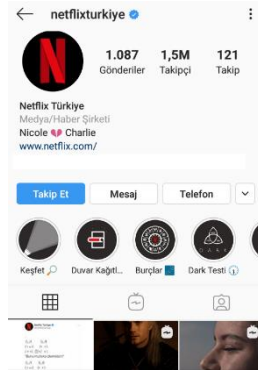 netflixturkiye
N
1.087 1,5M 121
Gönderiler Takipçi Takip
Netflix Türkiye
Medya/Haber Şirketi
Nicole 💔 Charlie
www.netflix.com/
Takip Et Mesaj Telefon
DARK
Keşfet 🔎 Duvar Kağıtl... Burçlar Dark Testi